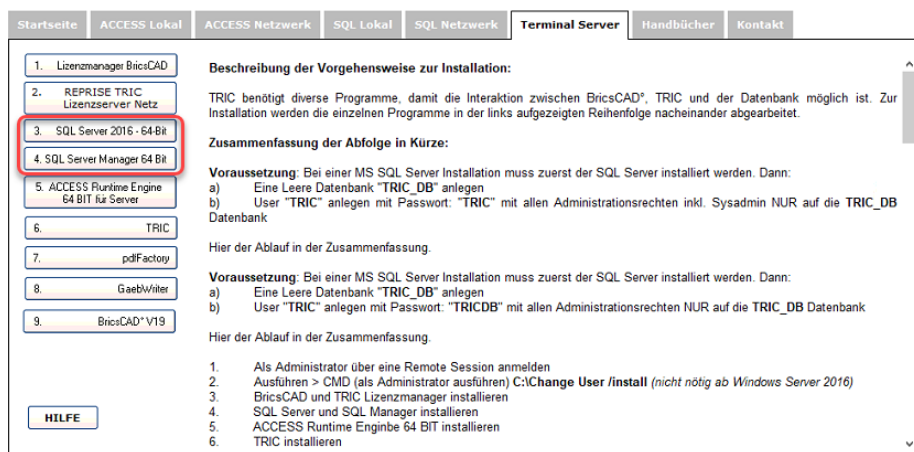 Startseite ACCESS Lokal ACCESS Netzwerk SQL Lokal SQL Netzwerk Terminal Server Handbücher Kontakt
1. Lizenzmanager BricsCAD
2. REPRISE TRIC
Lizenzserver Netz
3. SQL Server 2016 - 64-Bit
4. SQL Server Manager 64 Bit
5. ACCESS Runtime Engine
64 BIT für Server
6. TRIC
7. pdfFactory
8. GaebWriter
9. BricsCAD° V19
HILFE
Beschreibung der Vorgehensweise zur Installation:
TRIC benötigt diverse Programme, damit die Interaktion zwischen BricsCAD°, TRIC und der Datenbank möglich ist. Zur
Installation werden die einzelnen Programme in der links aufgezeigten Reihenfolge nacheinander abgearbeitet.
Zusammenfassung der Abfolge in Kürze:
Voraussetzung: Bei einer MS SQL Server Installation muss zuerst der SQL Server installiert werden. Dann:
a) Eine Leere Datenbank "TRIC_DB" anlegen
b) User "TRIC" anlegen mit Passwort: "TRIC" mit allen Administrationsrechten inkl. Sysadmin NUR auf die TRIC_DB
Datenbank
Hier der Ablauf in der Zusammenfassung.
Voraussetzung: Bei einer MS SQL Server Installation muss zuerst der SQL Server installiert werden. Dann:
a) Eine Leere Datenbank "TRIC_DB" anlegen
b) User "TRIC" anlegen mit Passwort: "TRICDB" mit allen Administrationsrechten NUR auf die TRIC_DB Datenbank
Hier der Ablauf in der Zusammenfassung.
1. Als Administrator über eine Remote Session anmelden
2. Ausführen > CMD (als Administrator ausführen) C:\Change User /install (nicht nötig ab Windows Server 2016)
3. BricsCAD und TRIC Lizenzmanager installieren
4. SQL Server und SQL Manager installieren
5. ACCESS Runtime Enginbe 64 BIT installieren
6. TRIC installieren